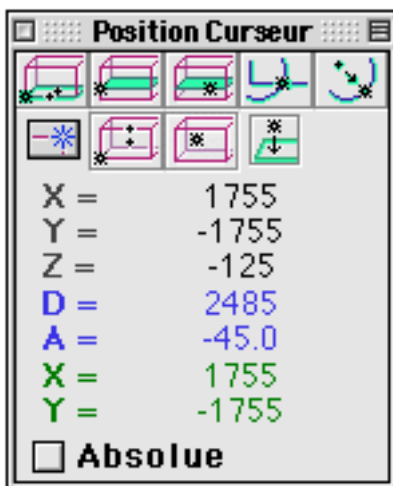 Position Curseur
X = 1755
Y = -1755
Z = -125
D = 2485
A = -45.0
X = 1755
Y = -1755
Absolue